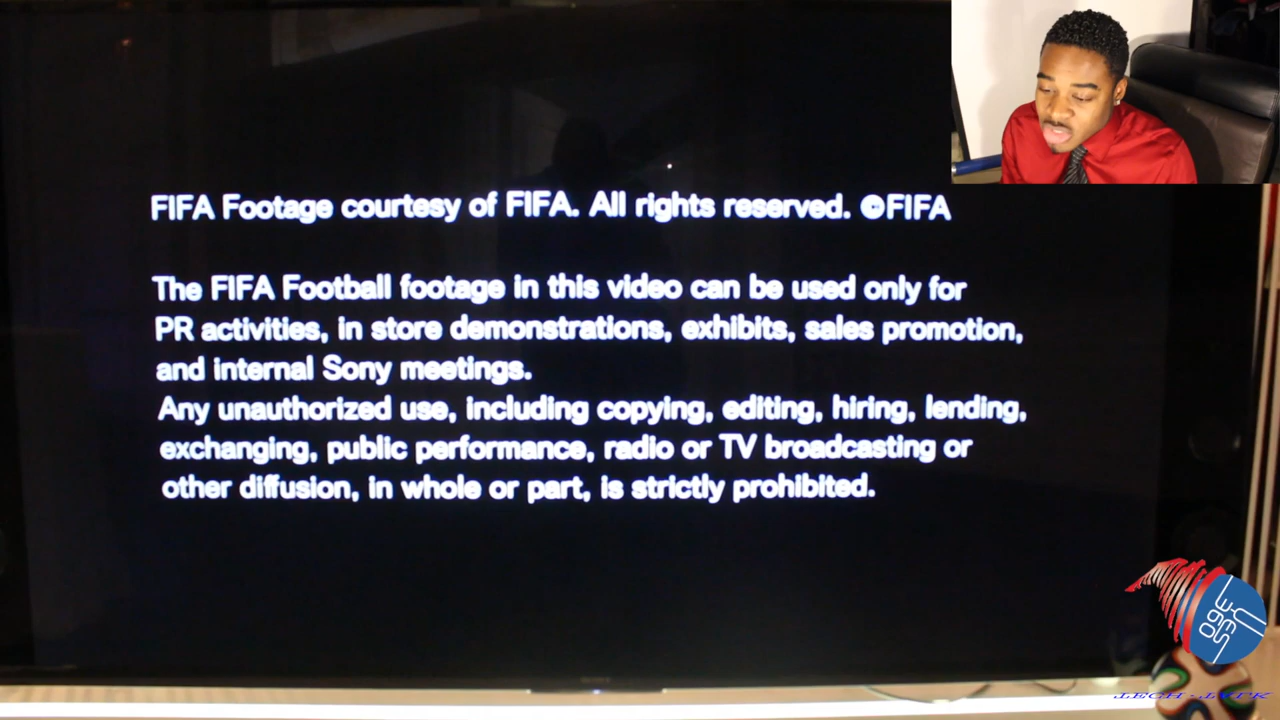 FIFA Footage courtesy of FIFA. All rights reserved. ©FIFA
The FIFA Football footage in this video can be used only for
PR activities, in store demonstrations, exhibits, sales promotion,
and internal Sony meetings.
Any unauthorized use, including copying, editing, hiring, lending,
exchanging, public performance, radio or TV broadcasting or
other diffusion, in whole or part, is strictly prohibited.
SONY
TECH-TALK